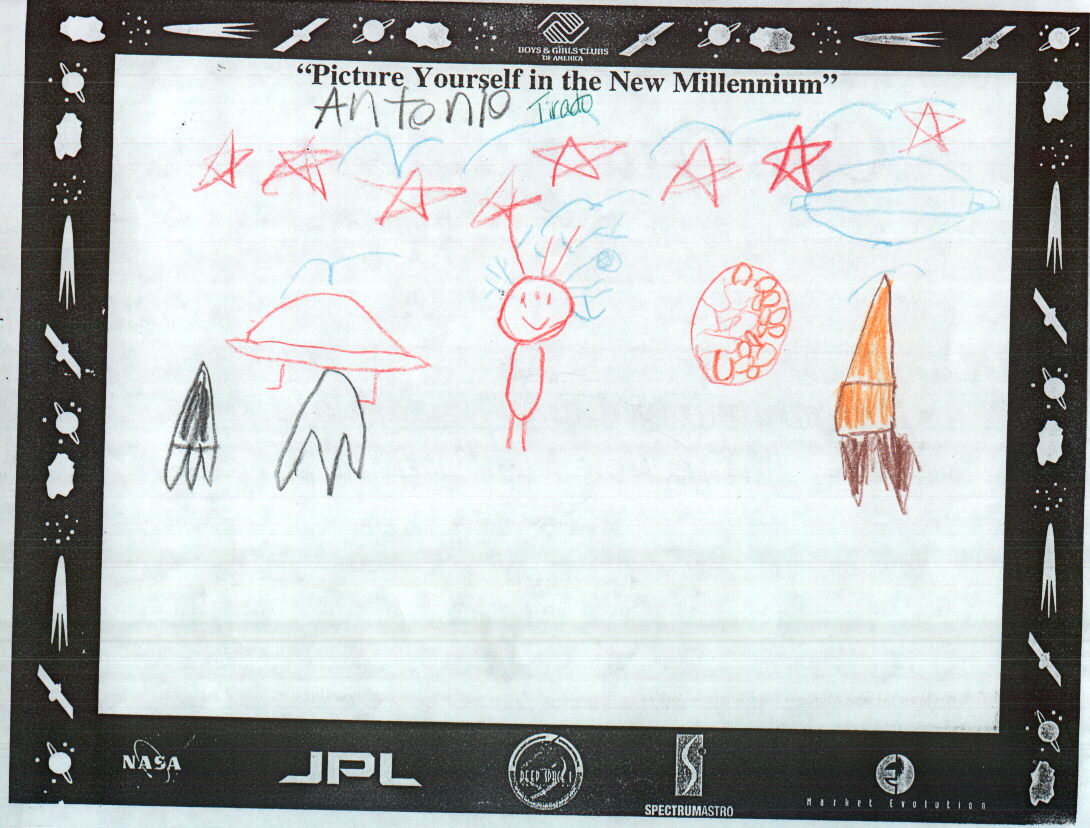 BOYS & GIRLS CLUBS
OF AMERICA
“Picture Yourself in the New Millennium”
Antonio Tirado
NASA
JPL
DEEP SPACE 1
SPECTRUMASTRO
Market Evolution